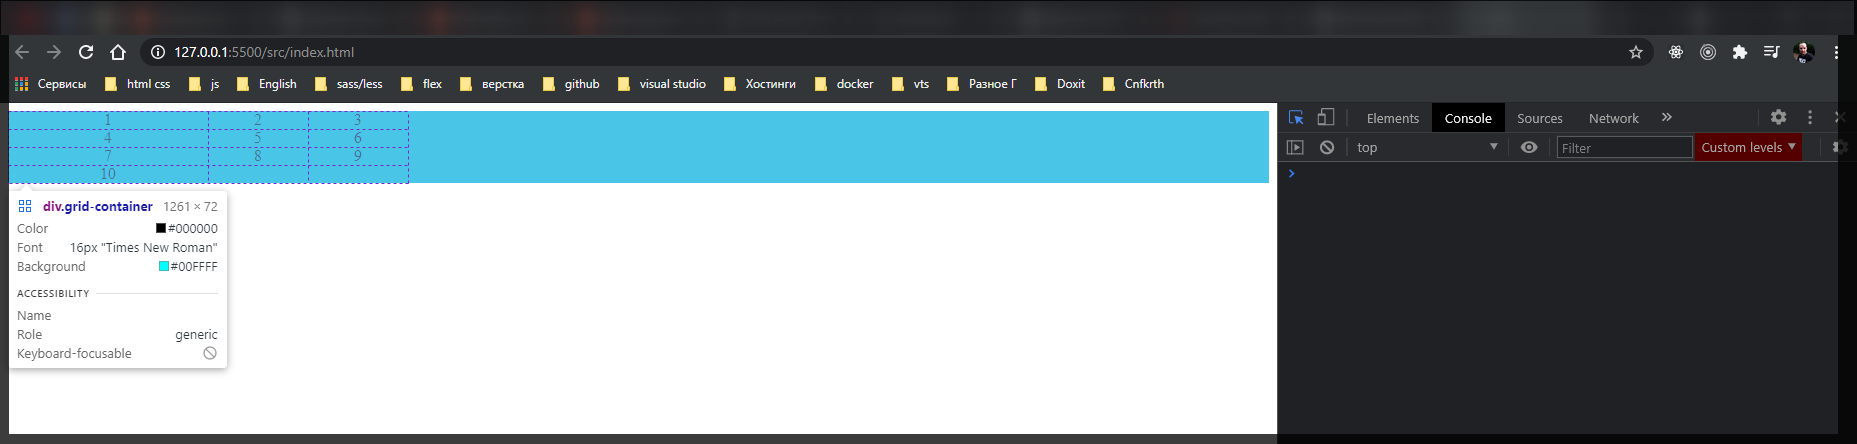 127.0.0.1:5500/src/index.html
Сервисы html css js English sass/less flex верстка github visual studio Хостинги docker vts Разное Г Doxit Cnfkrth
1 2 3
4 5 6
7 8 9
10
div.grid-container 1261 × 72
Color #000000
Font 16px "Times New Roman"
Background #00FFFF
ACCESSIBILITY
Name
Role generic
Keyboard-focusable
Elements Console Sources Network »
top Filter Custom levels